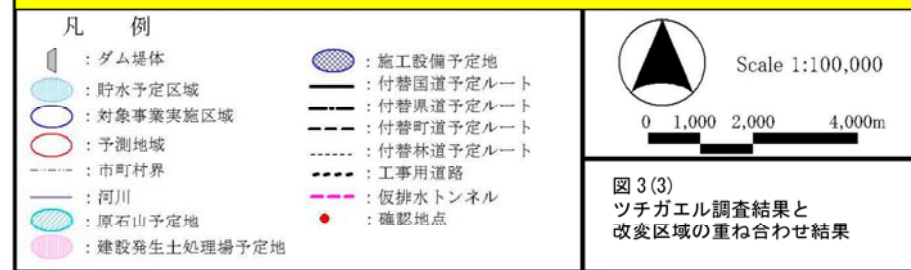 凡 例
: ダム堤体
: 貯水予定区域
: 対象事業実施区域
: 予測地域
: 市町村界
: 河川
: 原石山予定地
: 建設発生土処理場予定地
: 施工設備予定地
: 付替国道予定ルート
: 付替県道予定ルート
: 付替町道予定ルート
: 付替林道予定ルート
: 工事用道路
: 仮排水トンネル
: 確認地点
Scale 1:100,000
0 1,000 2,000 4,000m
図 3(3)
ツチガエル調査結果と
改変区域の重ね合わせ結果